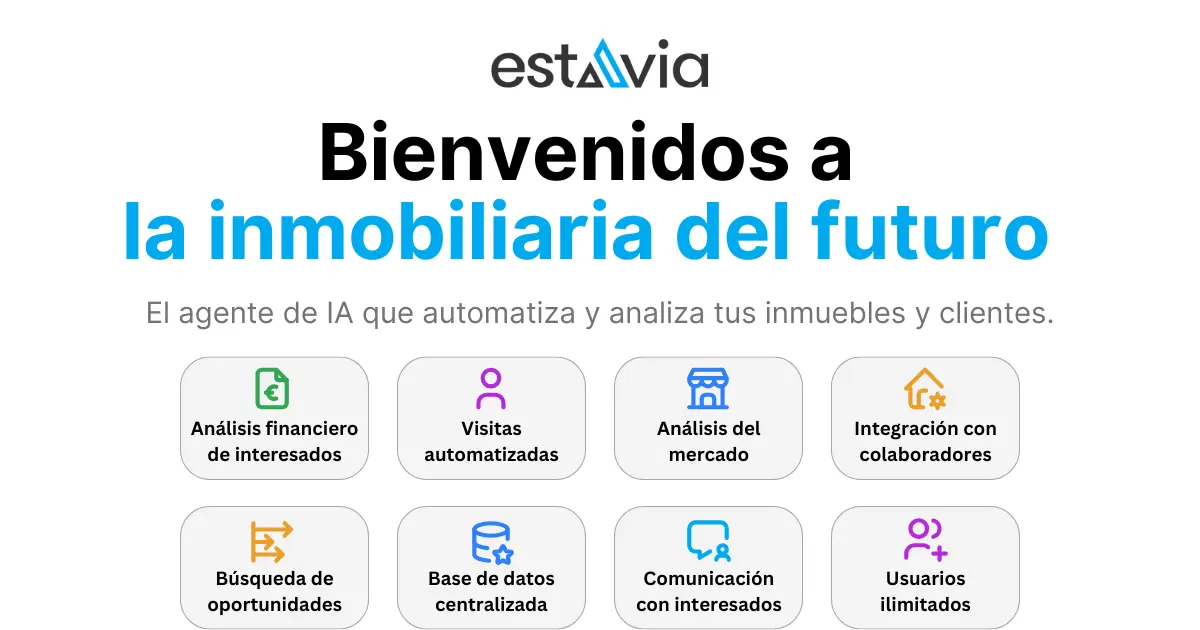 estavia
Bienvenidos a
la inmobiliaria del futuro
El agente de IA que automatiza y analiza tus inmuebles y clientes.
Análisis financiero
de interesados
Visitas
automatizadas
Análisis del
mercado
Integración con
colaboradores
Búsqueda de
oportunidades
Base de datos
centralizada
Comunicación
con interesados
Usuarios
ilimitados